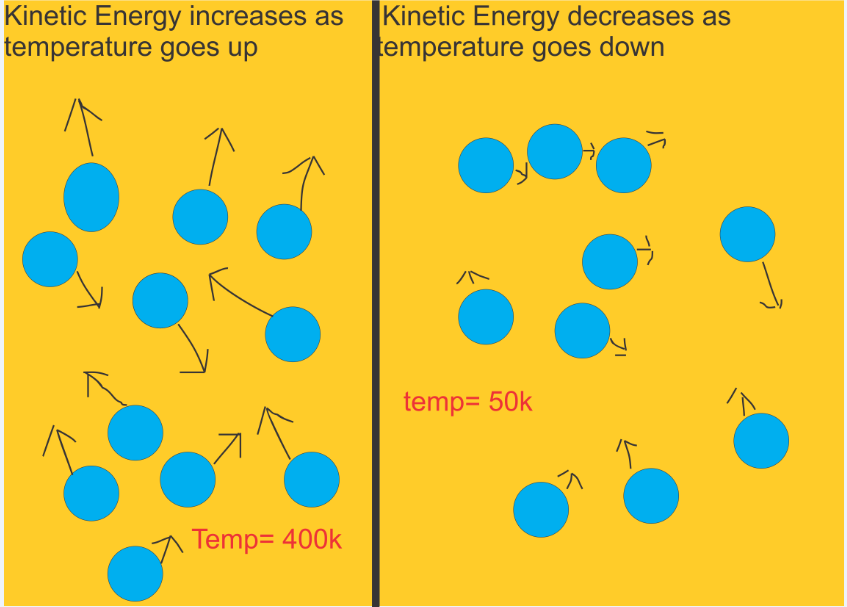 Kinetic Energy increases as
temperature goes up
Temp= 400k
Kinetic Energy decreases as
temperature goes down
temp= 50k